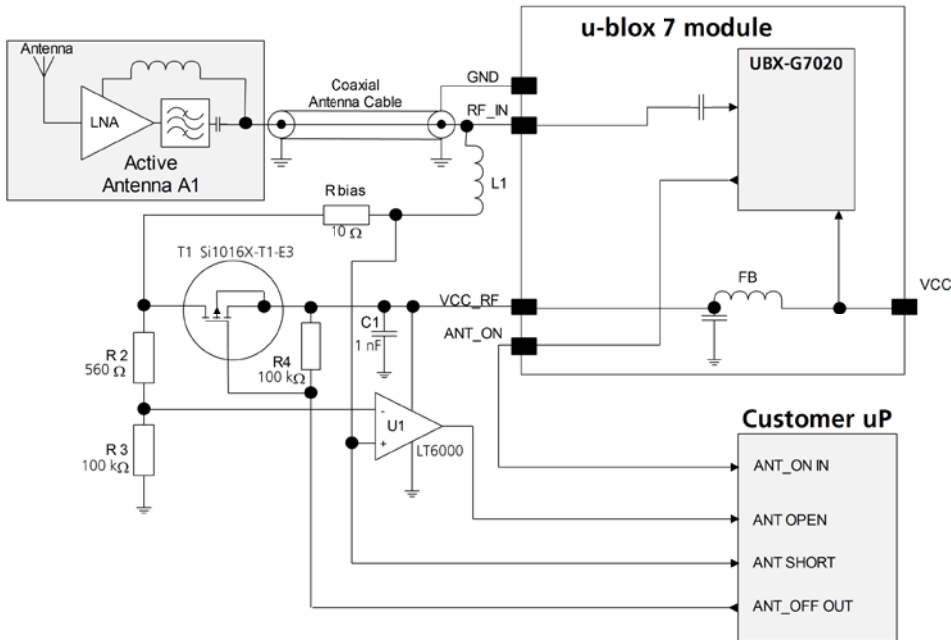 u-blox 7 module
UBX-G7020
Antenna
LNA
Active
Antenna A1
Coaxial
Antenna Cable
GND
RF_IN
L1
R bias
10 Ω
T1 Si1016X-T1-E3
FB
VCC
VCC_RF
ANT_ON
C1
1 nF
R 2
560 Ω
R4
100 kΩ
R 3
100 kΩ
-
U1
+
LT6000
Customer uP
ANT_ON IN
ANT OPEN
ANT SHORT
ANT_OFF OUT